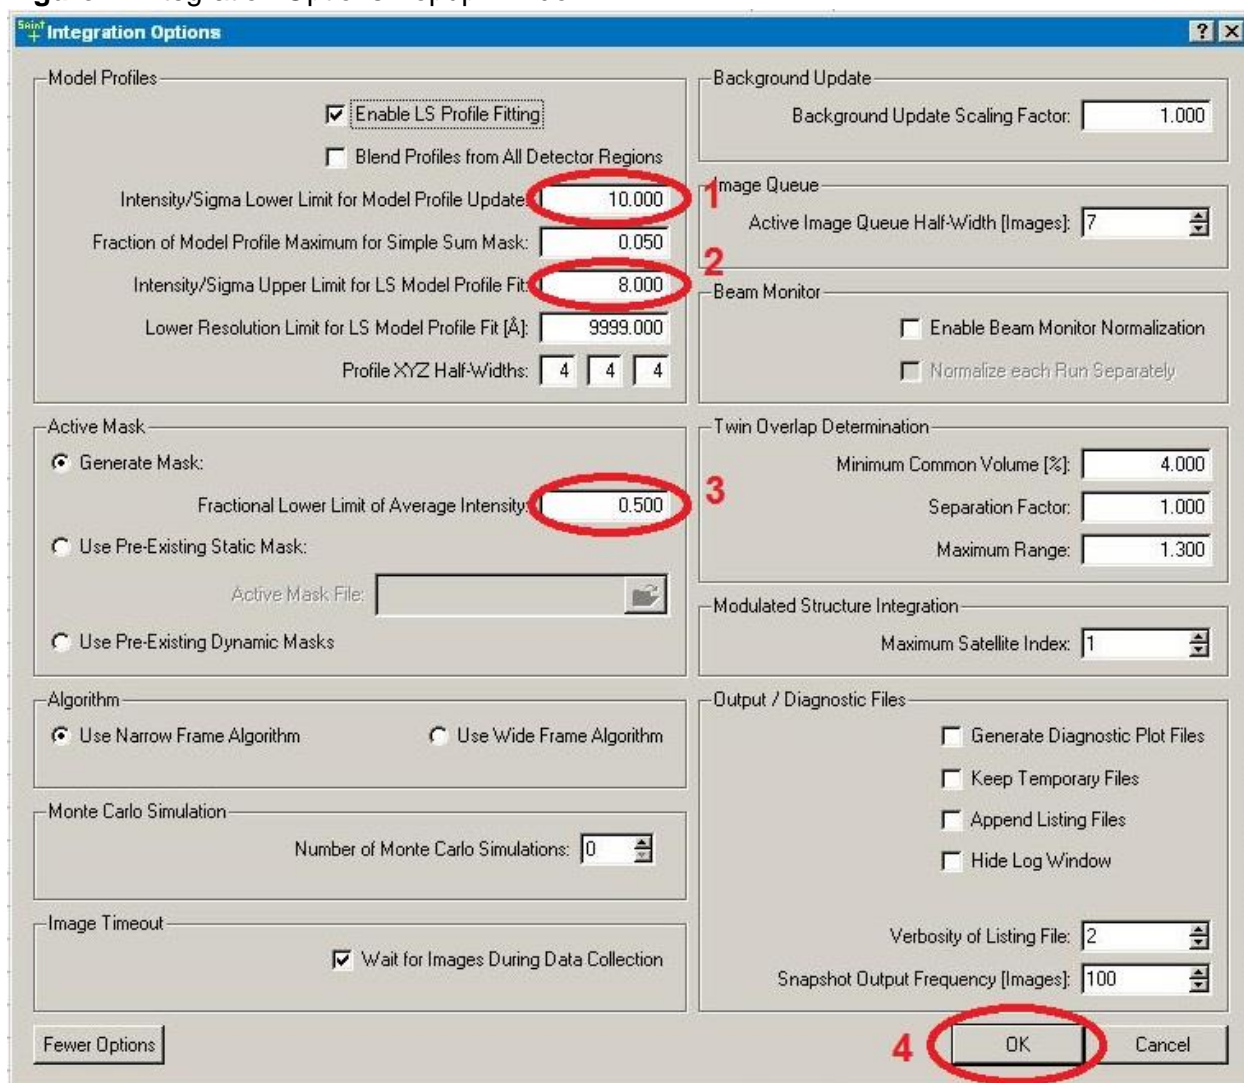 Saint
Integration Options
Model Profiles
Enable LS Profile Fitting
Blend Profiles from All Detector Regions
Intensity/Sigma Lower Limit for Model Profile Update: 10.000 1
Fraction of Model Profile Maximum for Simple Sum Mask: 0.050
2
Intensity/Sigma Upper Limit for LS Model Profile Fit: 8.000
Lower Resolution Limit for LS Model Profile Fit [Å]: 9999.000
Profile XYZ Half-Widths: 4 4 4
Active Mask
Generate Mask:
Fractional Lower Limit of Average Intensity: 0.500 3
Use Pre-Existing Static Mask:
Active Mask File:
Use Pre-Existing Dynamic Masks
Algorithm
Use Narrow Frame Algorithm Use Wide Frame Algorithm
Monte Carlo Simulation
Number of Monte Carlo Simulations: 0
Image Timeout
Wait for Images During Data Collection
Fewer Options
Background Update
Background Update Scaling Factor: 1.000
Image Queue
Active Image Queue Half-Width [Images]: 7
Beam Monitor
Enable Beam Monitor Normalization
Normalize each Run Separately
Twin Overlap Determination
Minimum Common Volume [%]: 4.000
Separation Factor: 1.000
Maximum Range: 1.300
Modulated Structure Integration
Maximum Satellite Index: 1
Output / Diagnostic Files
Generate Diagnostic Plot Files
Keep Temporary Files
Append Listing Files
Hide Log Window
Verbosity of Listing File: 2
Snapshot Output Frequency [Images]: 100
4 OK Cancel